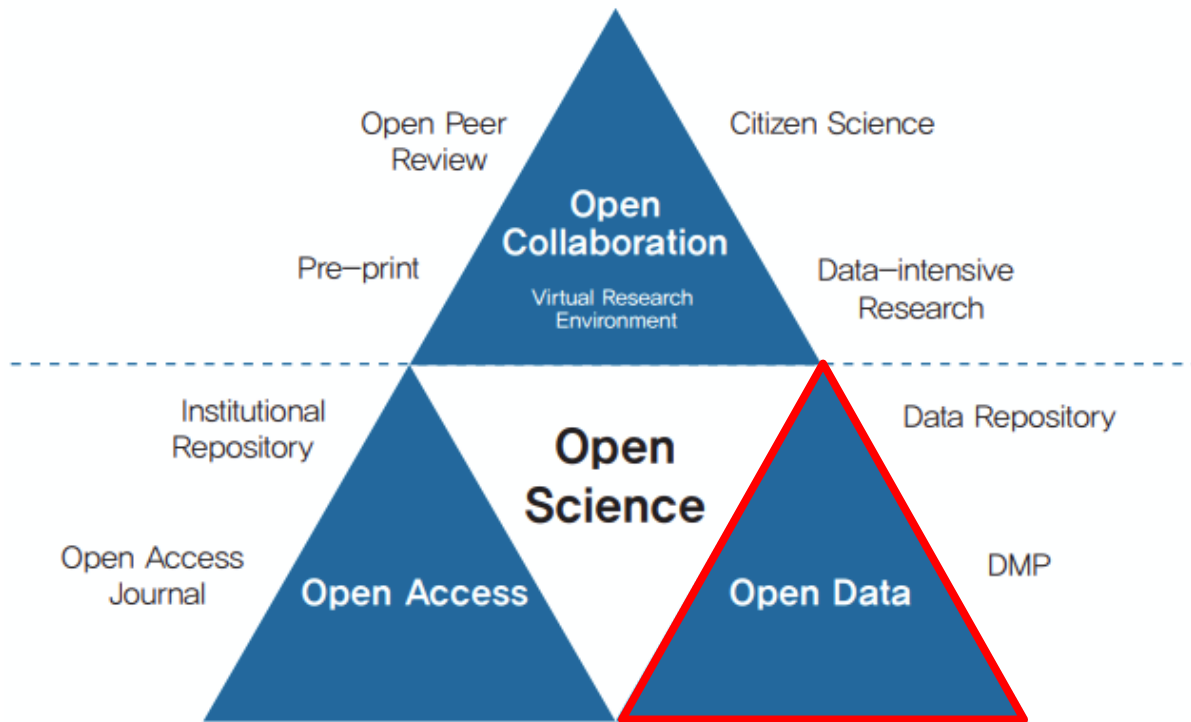 Open Peer
Review
Citizen Science
Open
Collaboration
Virtual Research
Environment
Pre-print
Data-intensive
Research
Institutional
Repository
Open
Science
Data Repository
Open Access
Journal
Open Access
Open Data
DMP